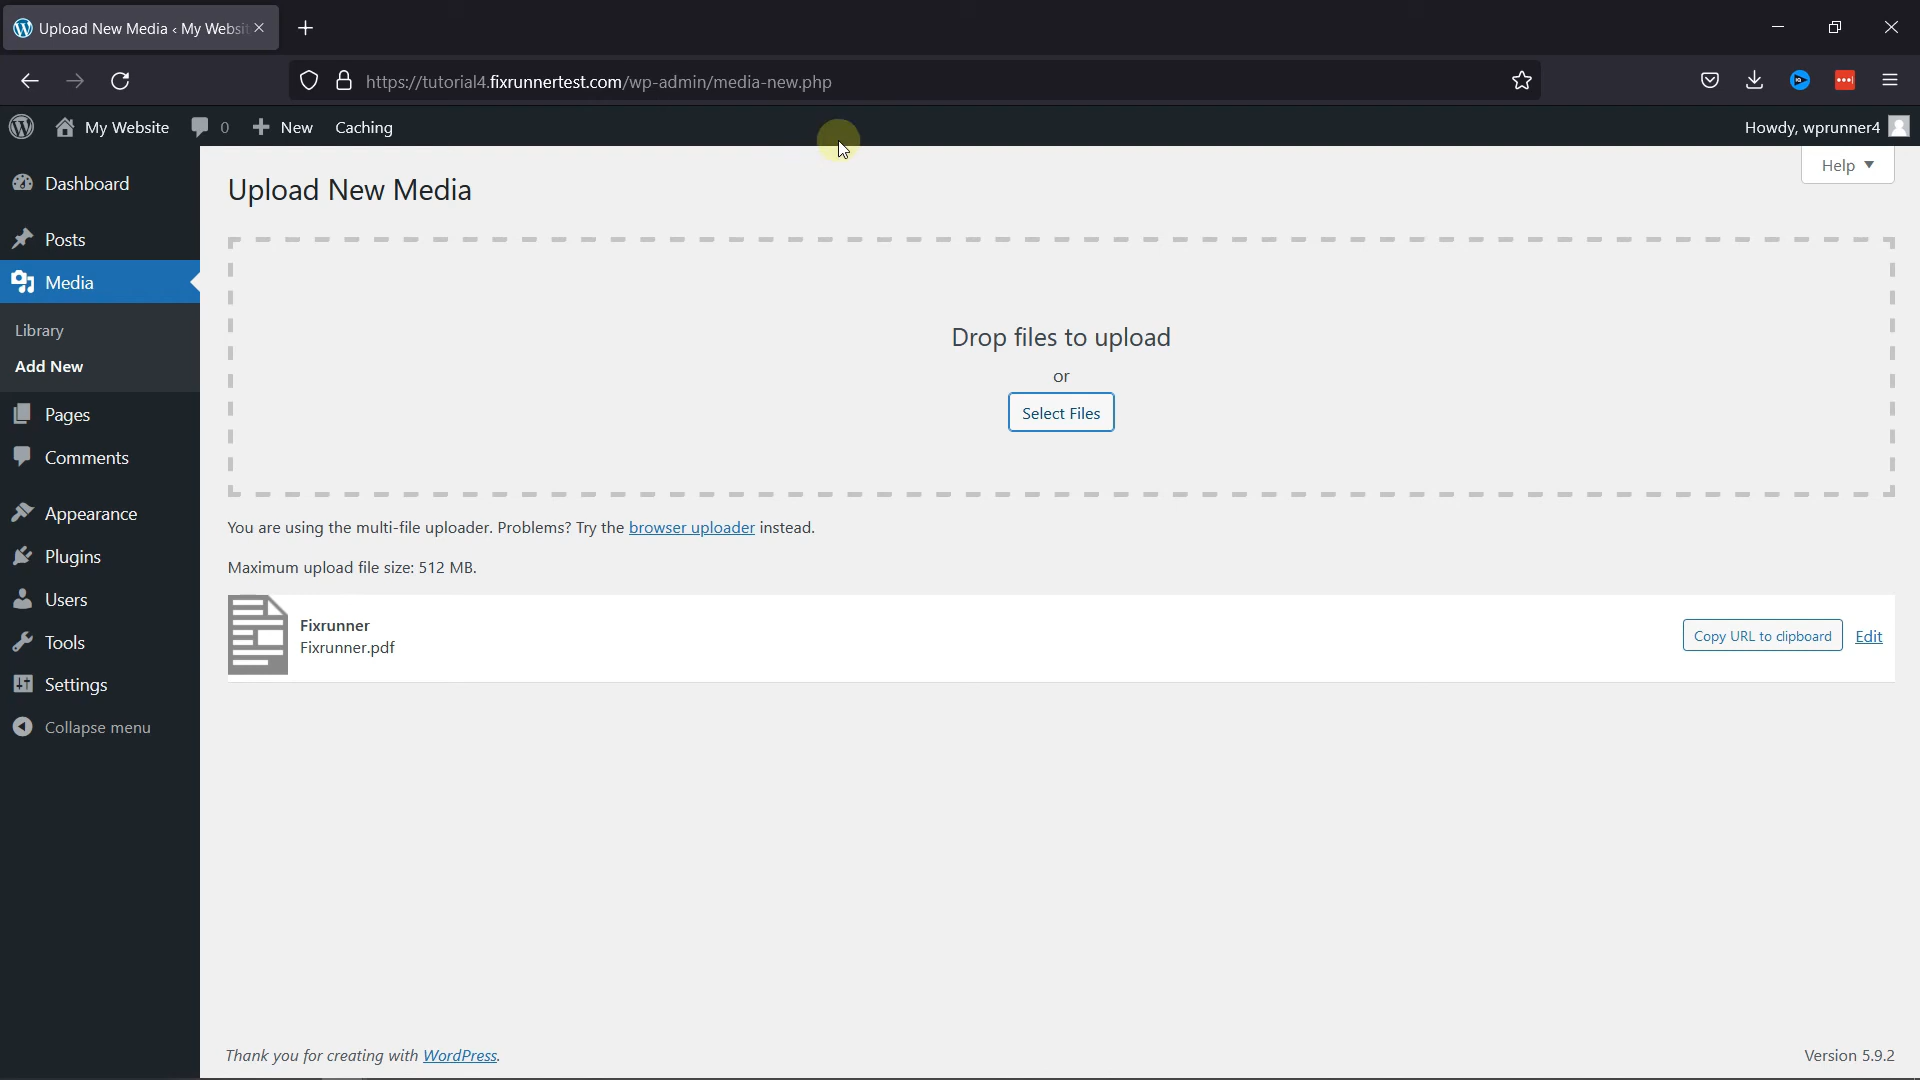 Upload New Media ‹ My Websi
https://tutorial4.fixrunnertest.com/wp-admin/media-new.php
My Website
0
New
Caching
Howdy, wprunner4
Help
Dashboard
Posts
Media
Library
Add New
Pages
Comments
Appearance
Plugins
Users
Tools
Settings
Collapse menu
Upload New Media
Drop files to upload
or
Select Files
You are using the multi-file uploader. Problems? Try the browser uploader instead.
Maximum upload file size: 512 MB.
Fixrunner
Fixrunner.pdf
Copy URL to clipboard
Edit
Thank you for creating with WordPress.
Version 5.9.2